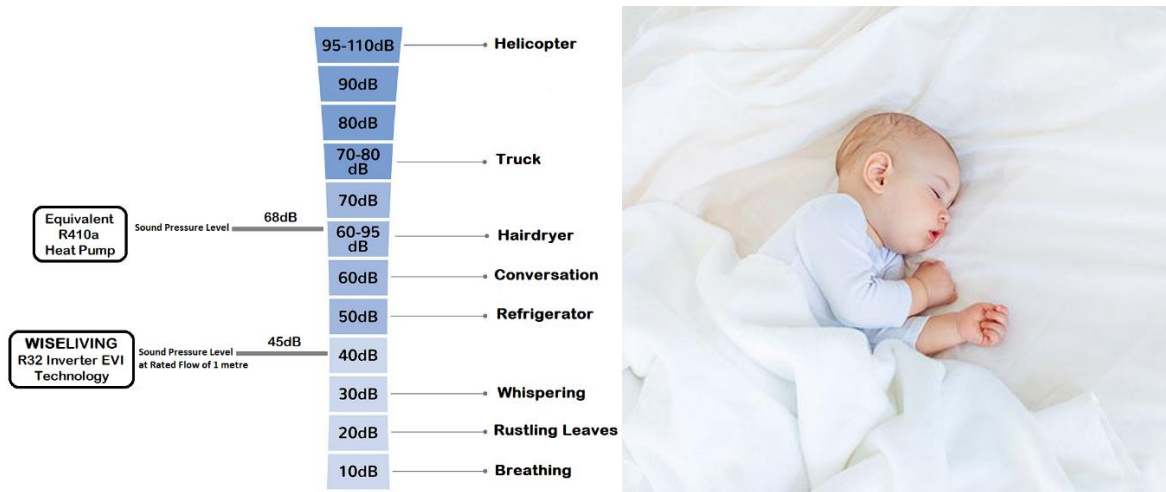 95-110dB
Helicopter
90dB
80dB
70-80
dB
Truck
70dB
Equivalent
R410a
Heat Pump
Sound Pressure Level
68dB
60-95
dB
Hairdryer
60dB
Conversation
50dB
Refrigerator
WISELIVING
R32 Inverter EVI
Technology
Sound Pressure Level
at Rated Flow of 1 metre
45dB
40dB
30dB
Whispering
20dB
Rustling Leaves
10dB
Breathing